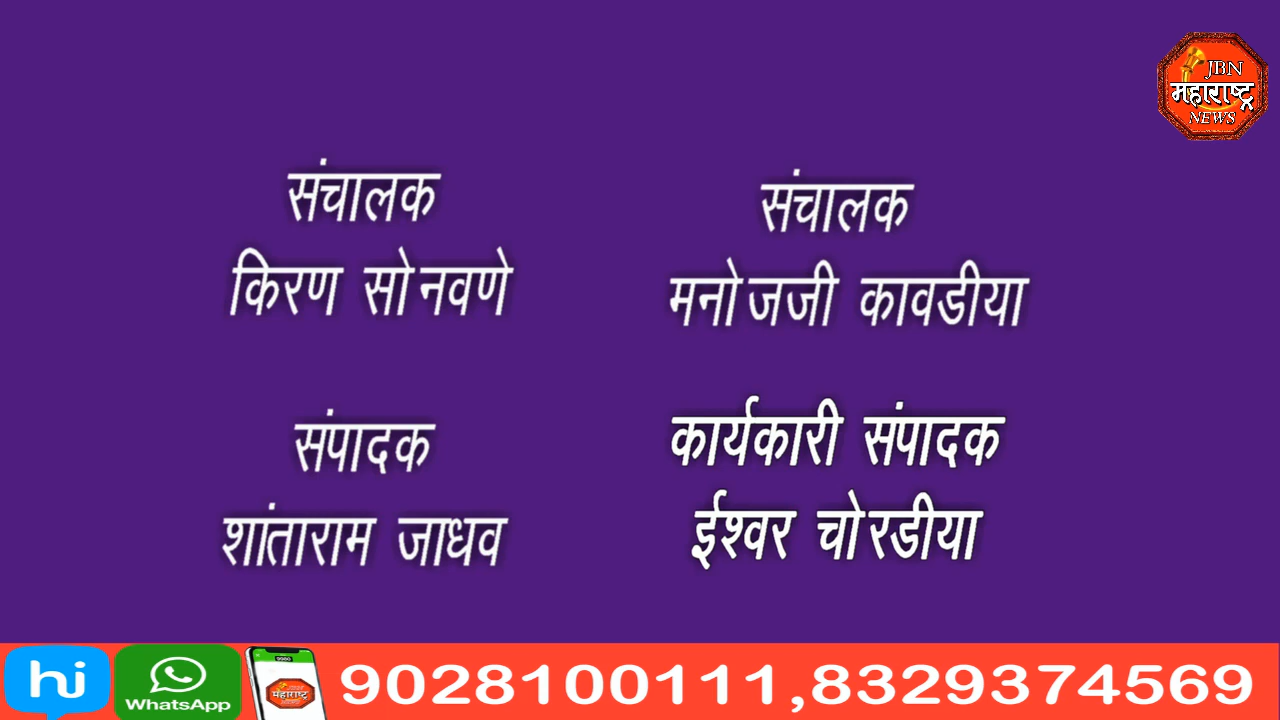 JBN
महाराष्ट्र
NEWS
संचालक
किरण सोनवणे
संचालक
मनोजजी कावडीया
संपादक
शांताराम जाधव
कार्यकारी संपादक
ईश्वर चोरडीया
hi
WhatsApp
महाराष्ट्र
9028100111,8329374569